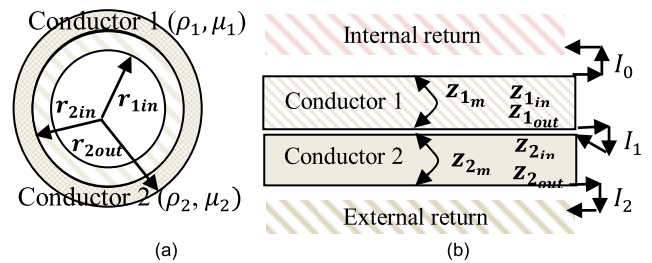 Conductor 1 (ρ₁, μ₁)
r₁ᵢₙ
r₂ᵢₙ
r₂ₒᵤₜ
Conductor 2 (ρ₂, μ₂)
(a)
Internal return
I₀
Conductor 1
z₁ₘ
z₁ᵢₙ
z₁ₒᵤₜ
I₁
Conductor 2
z₂ₘ
z₂ᵢₙ
z₂ₒᵤₜ
I₂
External return
(b)